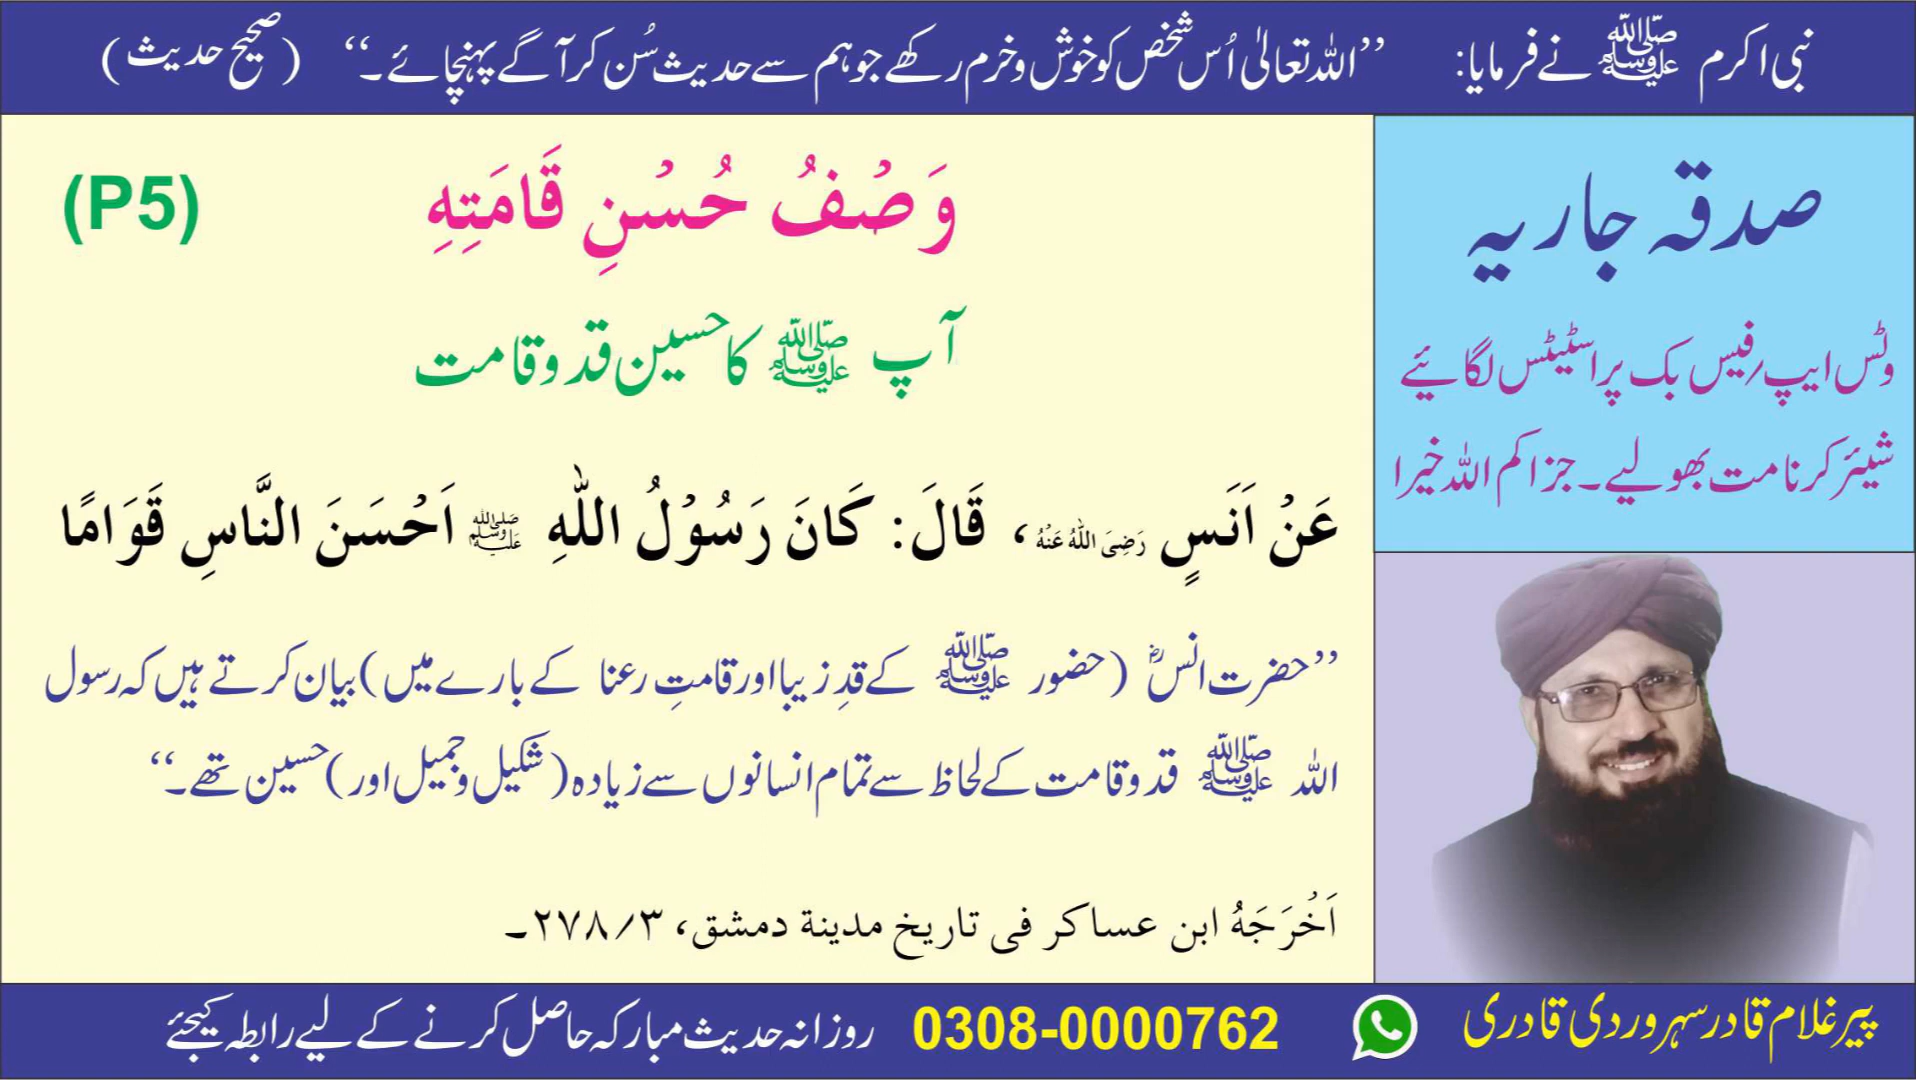 نبی اکرم ﷺ نے فرمایا: ’’اللہ تعالیٰ اُس شخص کو خوش و خرم رکھے جو ہم سے حدیث سُن کر آگے پہنچائے۔‘‘ (صحیح حدیث)
وَصْفُ حُسْنِ قَامَتِهِ (P5)
آپ ﷺ کا حسین قد و قامت
عَنْ اَنَسٍ رَضِیَ اللّٰہُ عَنْہُ، قَالَ: کَانَ رَسُوْلُ اللّٰهِ ﷺ اَحْسَنَ النَّاسِ قَوَامًا
’’حضرت انسؓ (حضور ﷺ کے قدِ زیبا اور قامتِ رعنا کے بارے میں) بیان کرتے ہیں کہ رسول
اللہ ﷺ قد و قامت کے لحاظ سے تمام انسانوں سے زیادہ (شکیل و جمیل اور) حسین تھے۔‘‘
اَخْرَجَهُ ابن عساکر فی تاریخ مدینة دمشق، ۳/۲۷۸۔
صدقہ جاریہ
وٹس ایپ/فیس بک پر اسٹیٹس لگائیے
شیئر کرنا مت بھولیے۔ جزاکم اللہ خیرا
پیر غلام قادر سہروردی قادری 0308-0000762 روزانہ حدیث مبارکہ حاصل کرنے کے لیے رابطہ کیجئے